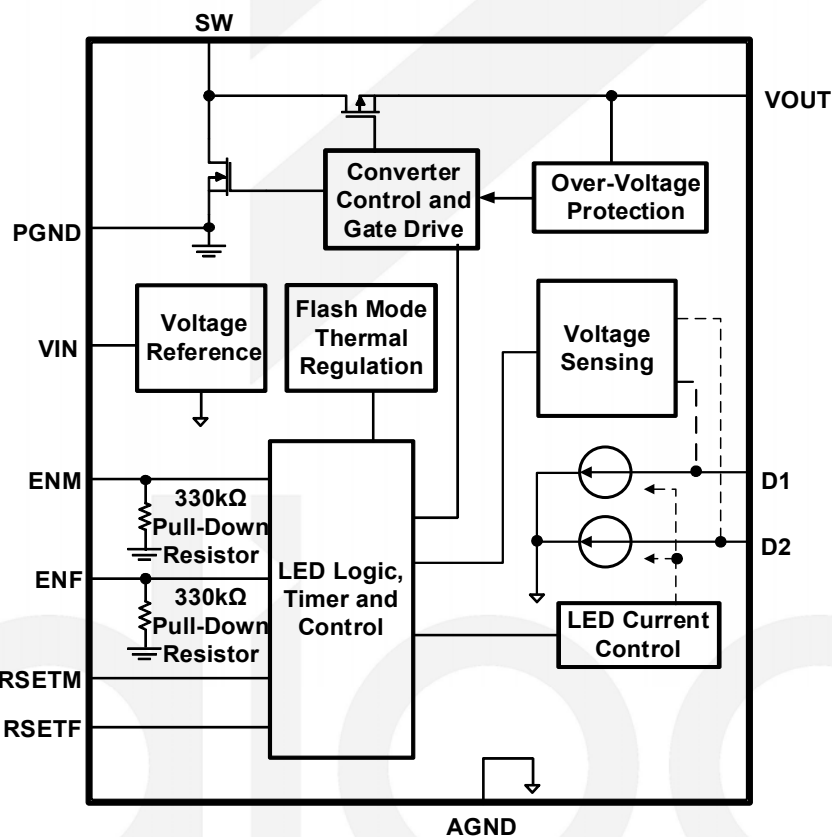 SW
VOUT
Converter
Control and
Gate Drive
Over-Voltage
Protection
PGND
VIN
Voltage
Reference
Flash Mode
Thermal
Regulation
Voltage
Sensing
ENM
330kΩ
Pull-Down
Resistor
ENF
330kΩ
Pull-Down
Resistor
LED Logic,
Timer and
Control
D1
D2
LED Current
Control
RSETM
RSETF
AGND